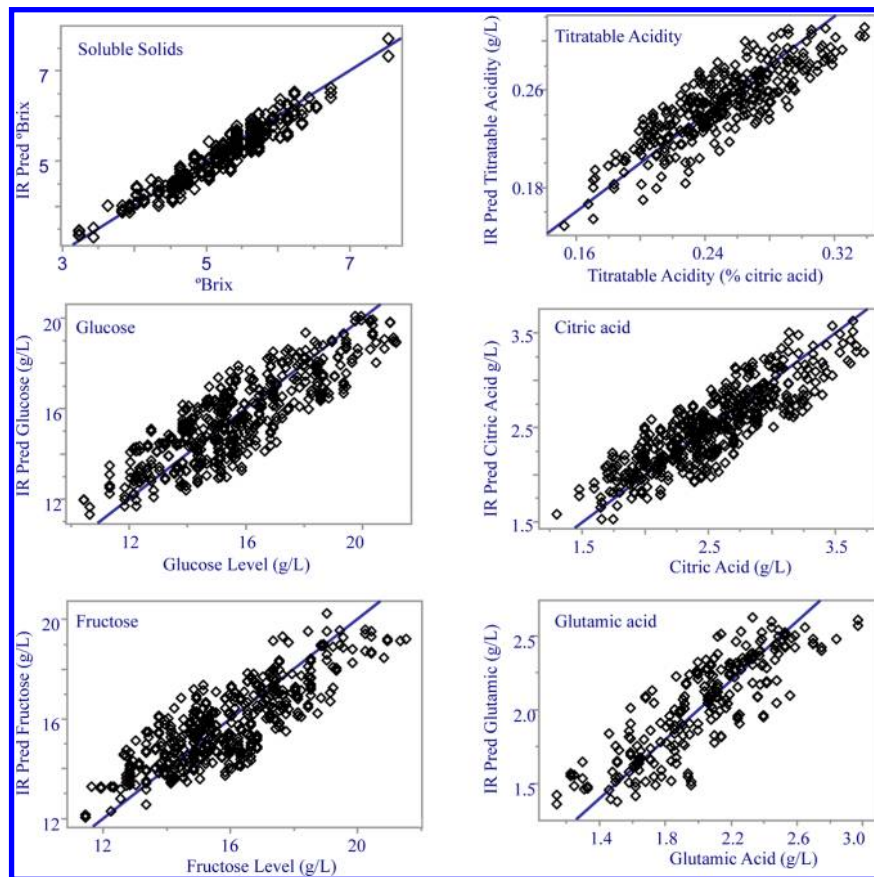 Soluble Solids
IR Pred ºBrix
7
5
3
5
7
ºBrix
Titratable Acidity
IR Pred Titratable Acidity (g/L)
0.26
0.18
0.16
0.24
0.32
Titratable Acidity (% citric acid)
Glucose
IR Pred Glucose (g/L)
20
16
12
12
16
20
Glucose Level (g/L)
Citric acid
IR Pred Citric Acid g/L)
3.5
2.5
1.5
1.5
2.5
3.5
Citric Acid (g/L)
Fructose
IR Pred Fructose (g/L)
20
16
12
12
16
20
Fructose Level (g/L)
Glutamic acid
IR Pred Glutamic (g/L)
2.5
2.0
1.5
1.4
1.8
2.2
2.6
3.0
Glutamic Acid (g/L)